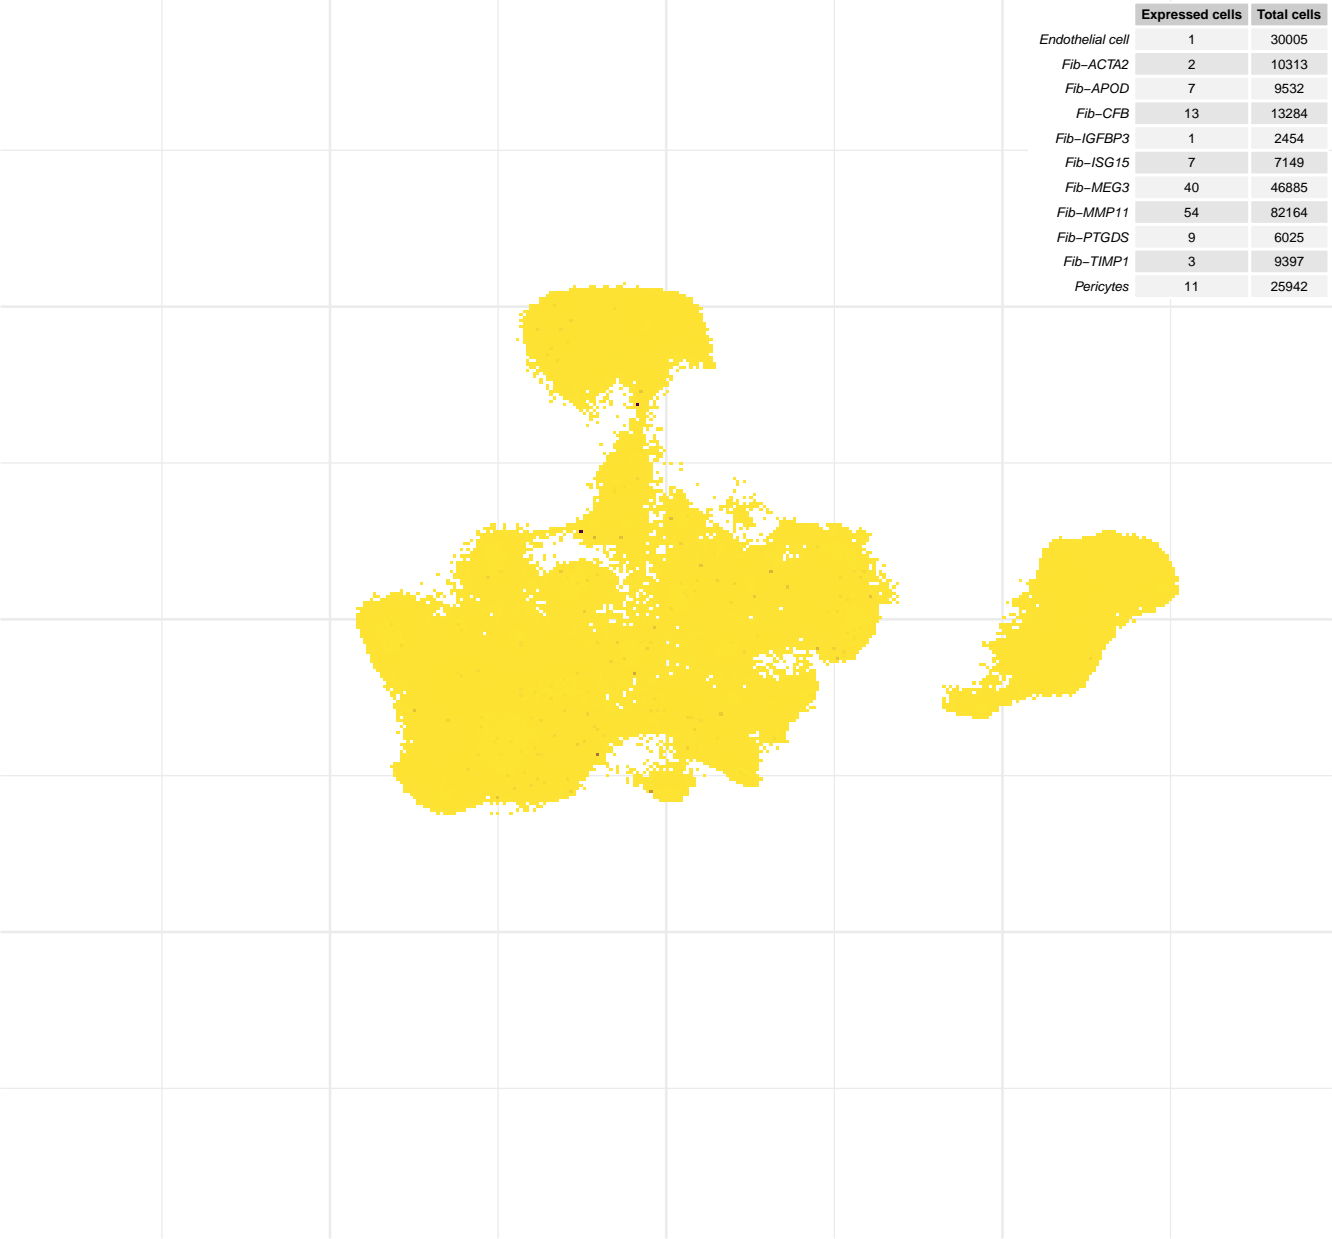 Expressed cells Total cells
Endothelial cell 1 30005
Fib−ACTA2 2 10313
Fib−APOD 7 9532
Fib−CFB 13 13284
Fib−IGFBP3 1 2454
Fib−ISG15 7 7149
Fib−MEG3 40 46885
Fib−MMP11 54 82164
Fib−PTGDS 9 6025
Fib−TIMP1 3 9397
Pericytes 11 25942